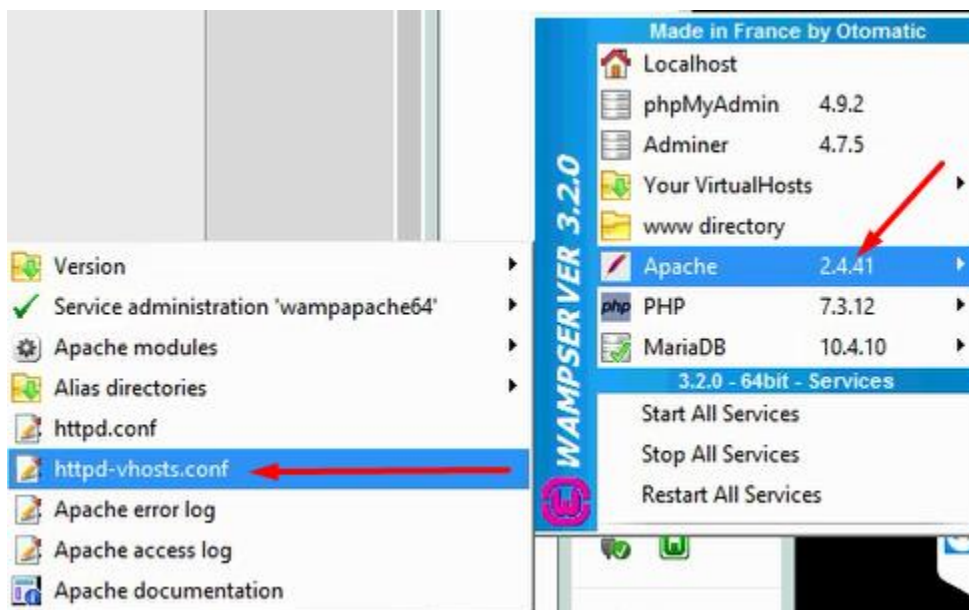 Made in France by Otomatic
Localhost
phpMyAdmin 4.9.2
Adminer 4.7.5
Your VirtualHosts
www directory
Apache 2.4.41
php PHP 7.3.12
MariaDB 10.4.10
3.2.0 - 64bit - Services
Start All Services
Stop All Services
Restart All Services
WAMPSERVER 3.2.0
Version
Service administration 'wampapache64'
Apache modules
Alias directories
httpd.conf
httpd-vhosts.conf
Apache error log
Apache access log
Apache documentation